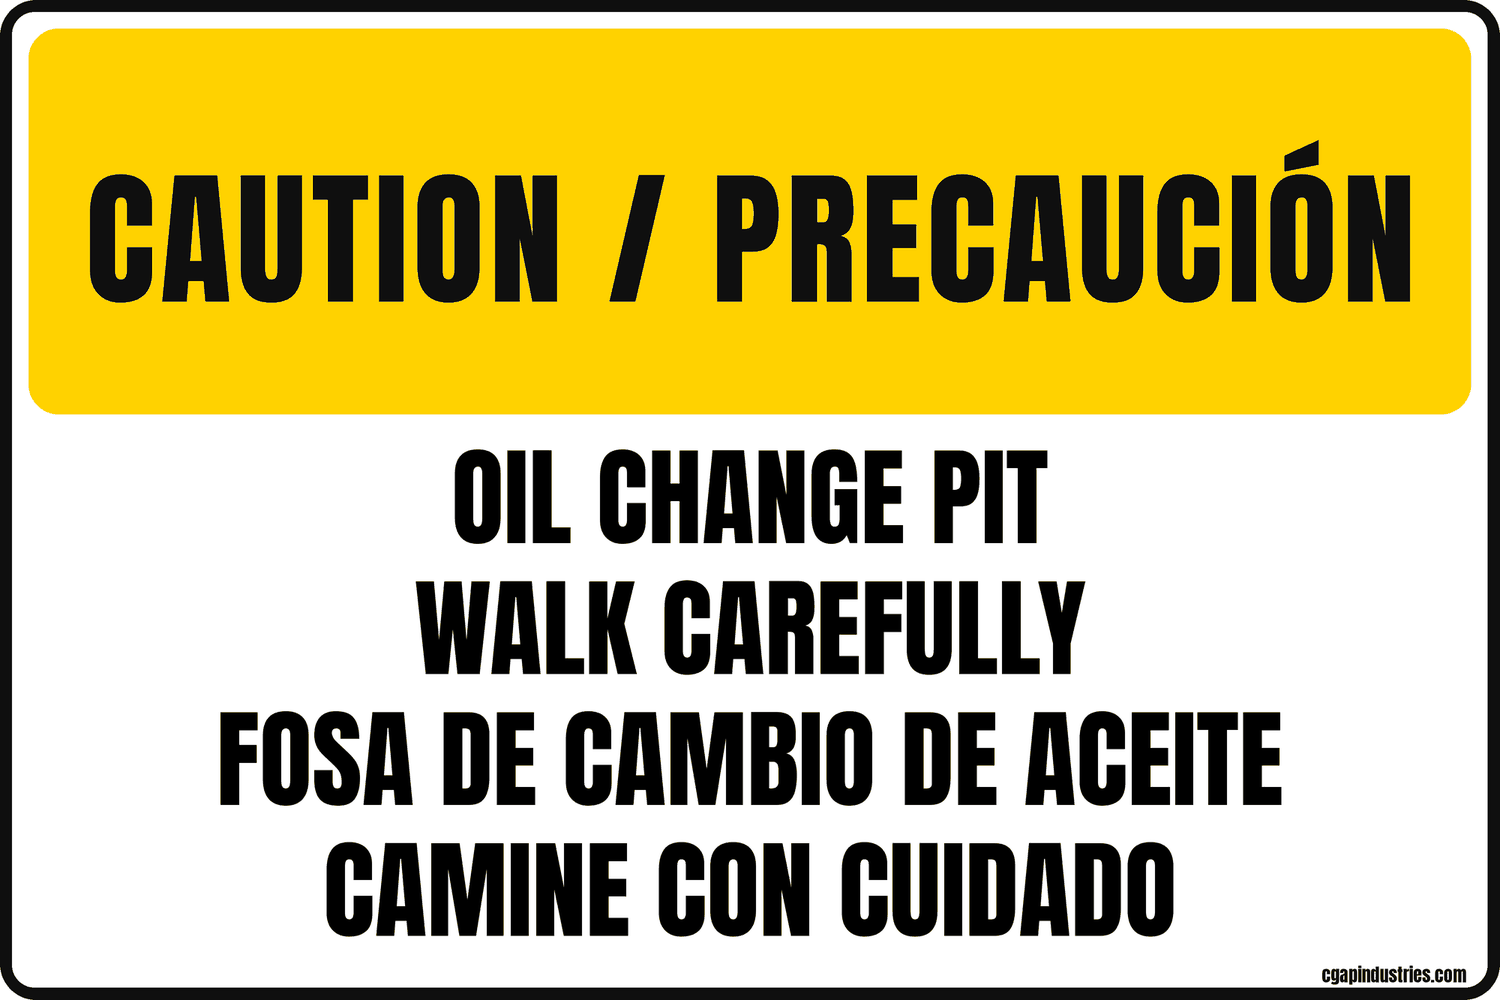 CAUTION / PRECAUCIÓN
OIL CHANGE PIT
WALK CAREFULLY
FOSA DE CAMBIO DE ACEITE
CAMINE CON CUIDADO
cgapindustries.com